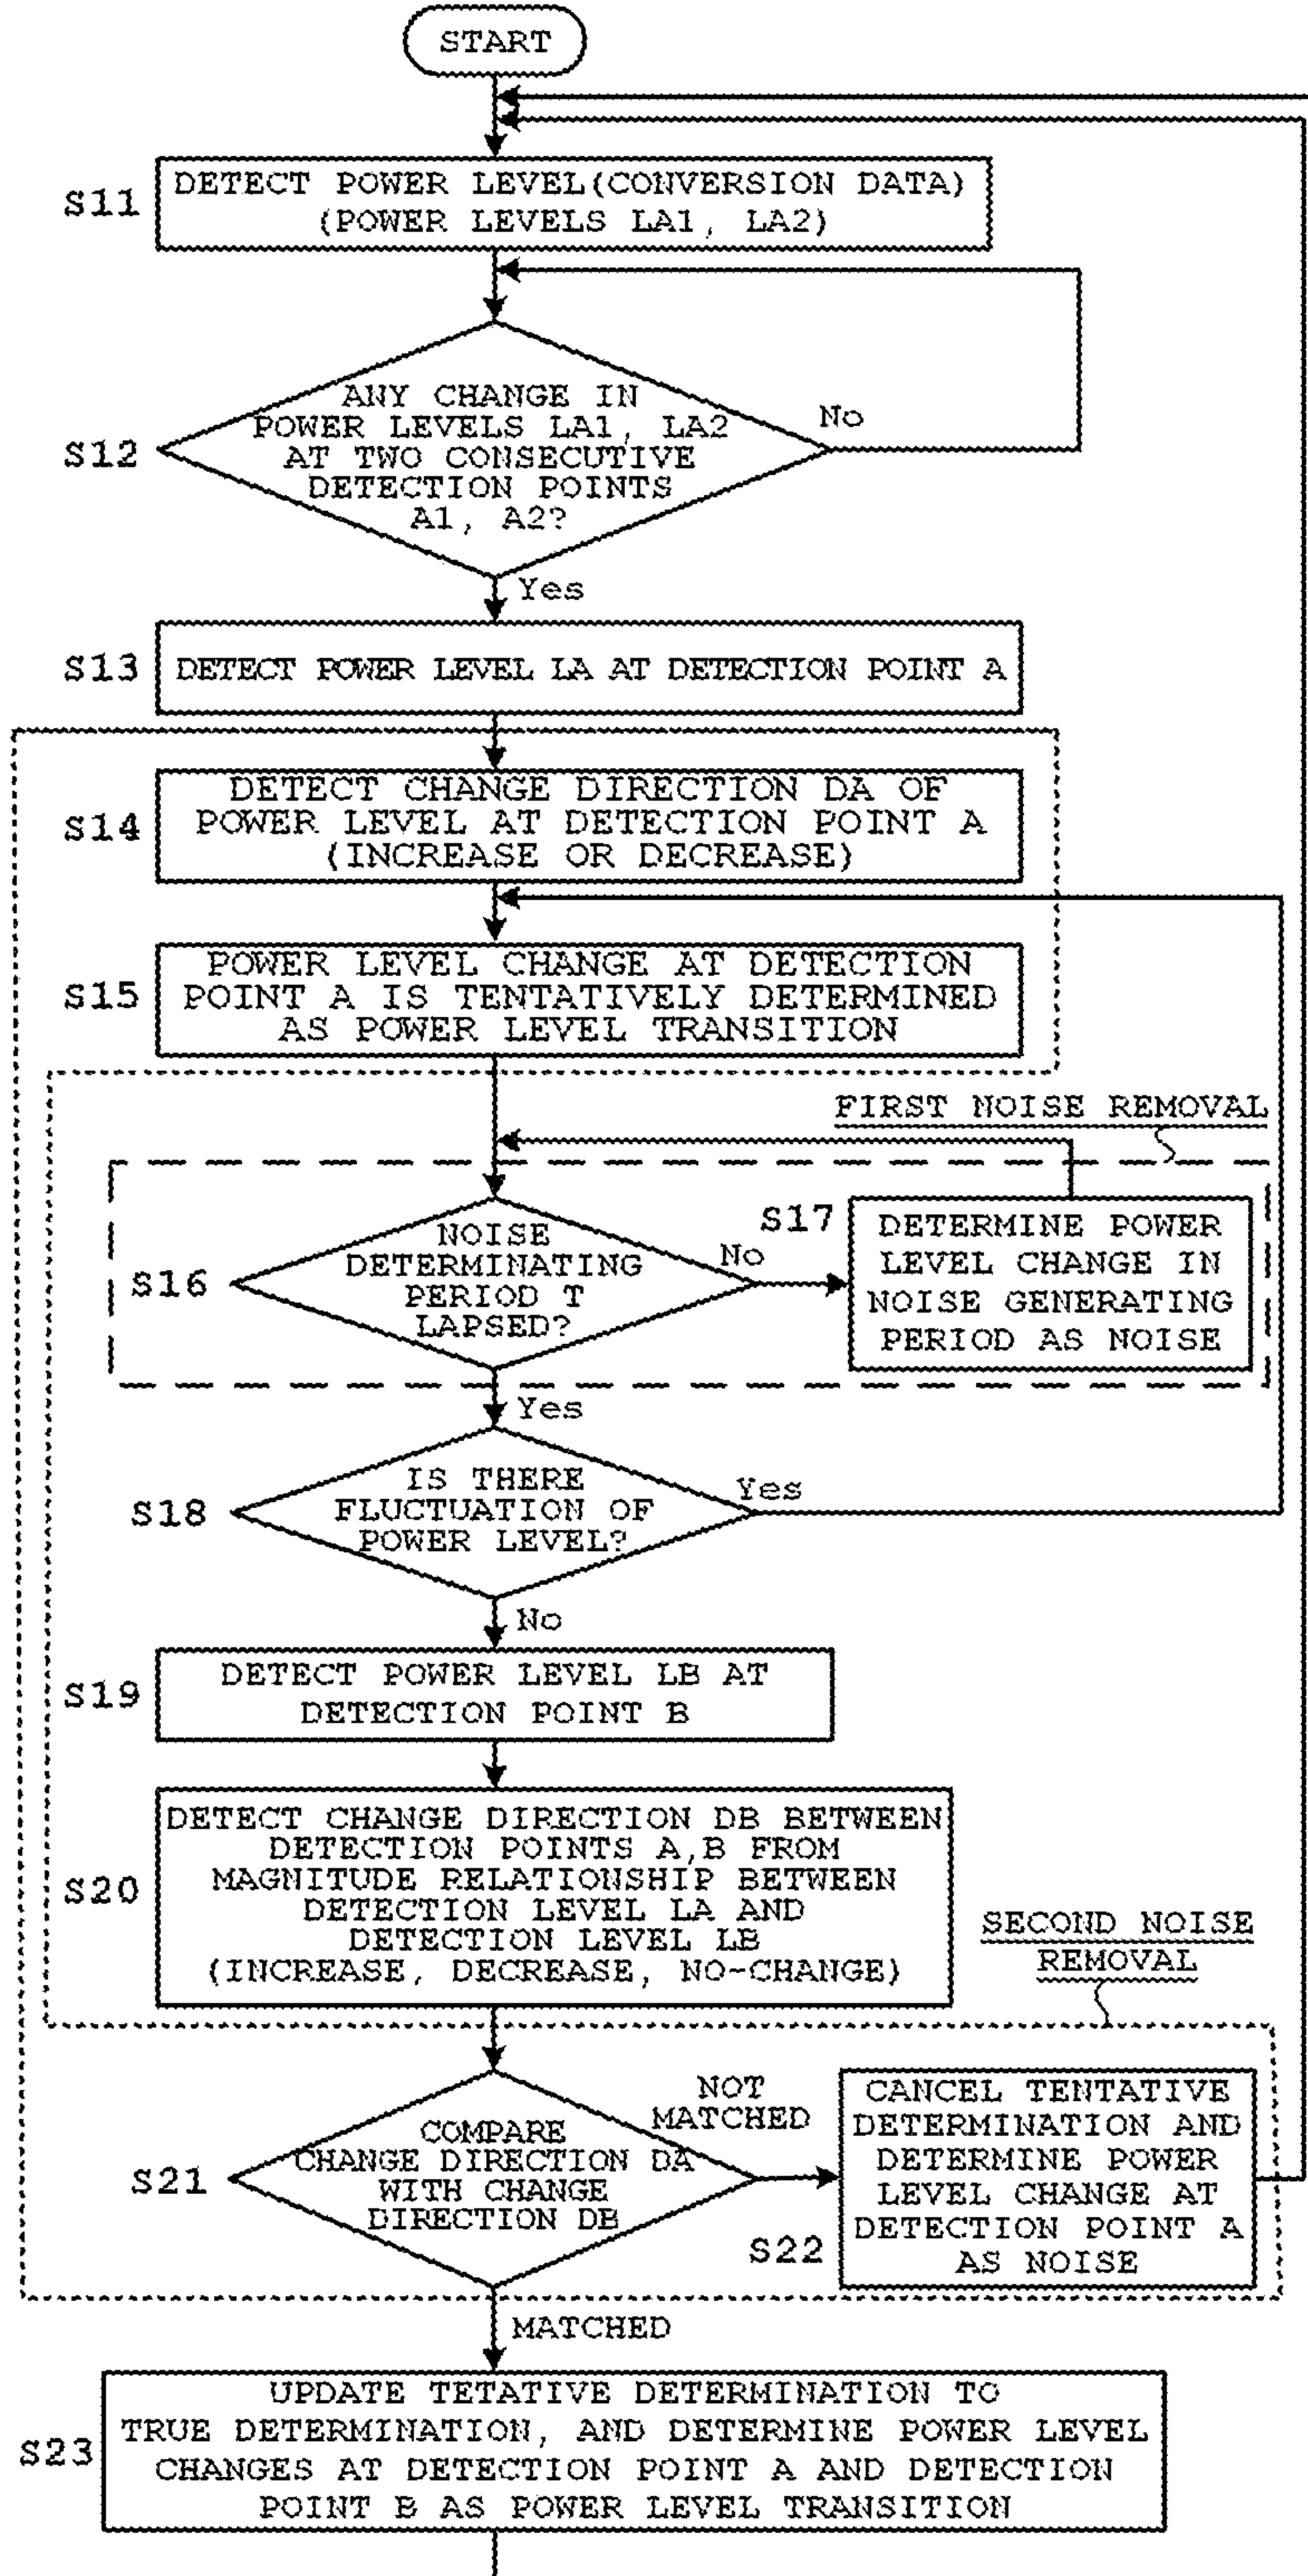 START
S11
DETECT POWER LEVEL(CONVERSION DATA)
(POWER LEVELS LA1, LA2)
S12
ANY CHANGE IN
POWER LEVELS LA1, LA2
AT TWO CONSECUTIVE
DETECTION POINTS
A1, A2?
No
Yes
S13
DETECT POWER LEVEL LA AT DETECTION POINT A
S14
DETECT CHANGE DIRECTION DA OF
POWER LEVEL AT DETECTION POINT A
(INCREASE OR DECREASE)
S15
POWER LEVEL CHANGE AT DETECTION
POINT A IS TENTATIVELY DETERMINED
AS POWER LEVEL TRANSITION
FIRST NOISE REMOVAL
S16
NOISE
DETERMINATING
PERIOD T
LAPSED?
No
S17
DETERMINE POWER
LEVEL CHANGE IN
NOISE GENERATING
PERIOD AS NOISE
Yes
S18
IS THERE
FLUCTUATION OF
POWER LEVEL?
Yes
No
S19
DETECT POWER LEVEL LB AT
DETECTION POINT B
S20
DETECT CHANGE DIRECTION DB BETWEEN
DETECTION POINTS A,B FROM
MAGNITUDE RELATIONSHIP BETWEEN
DETECTION LEVEL LA AND
DETECTION LEVEL LB
(INCREASE, DECREASE, NO-CHANGE)
SECOND NOISE
REMOVAL
S21
COMPARE
CHANGE DIRECTION DA
WITH CHANGE
DIRECTION DB
NOT
MATCHED
S22
CANCEL TENTATIVE
DETERMINATION AND
DETERMINE POWER
LEVEL CHANGE AT
DETECTION POINT A
AS NOISE
MATCHED
S23
UPDATE TETATIVE DETERMINATION TO
TRUE DETERMINATION, AND DETERMINE POWER LEVEL
CHANGES AT DETECTION POINT A AND DETECTION
POINT B AS POWER LEVEL TRANSITION